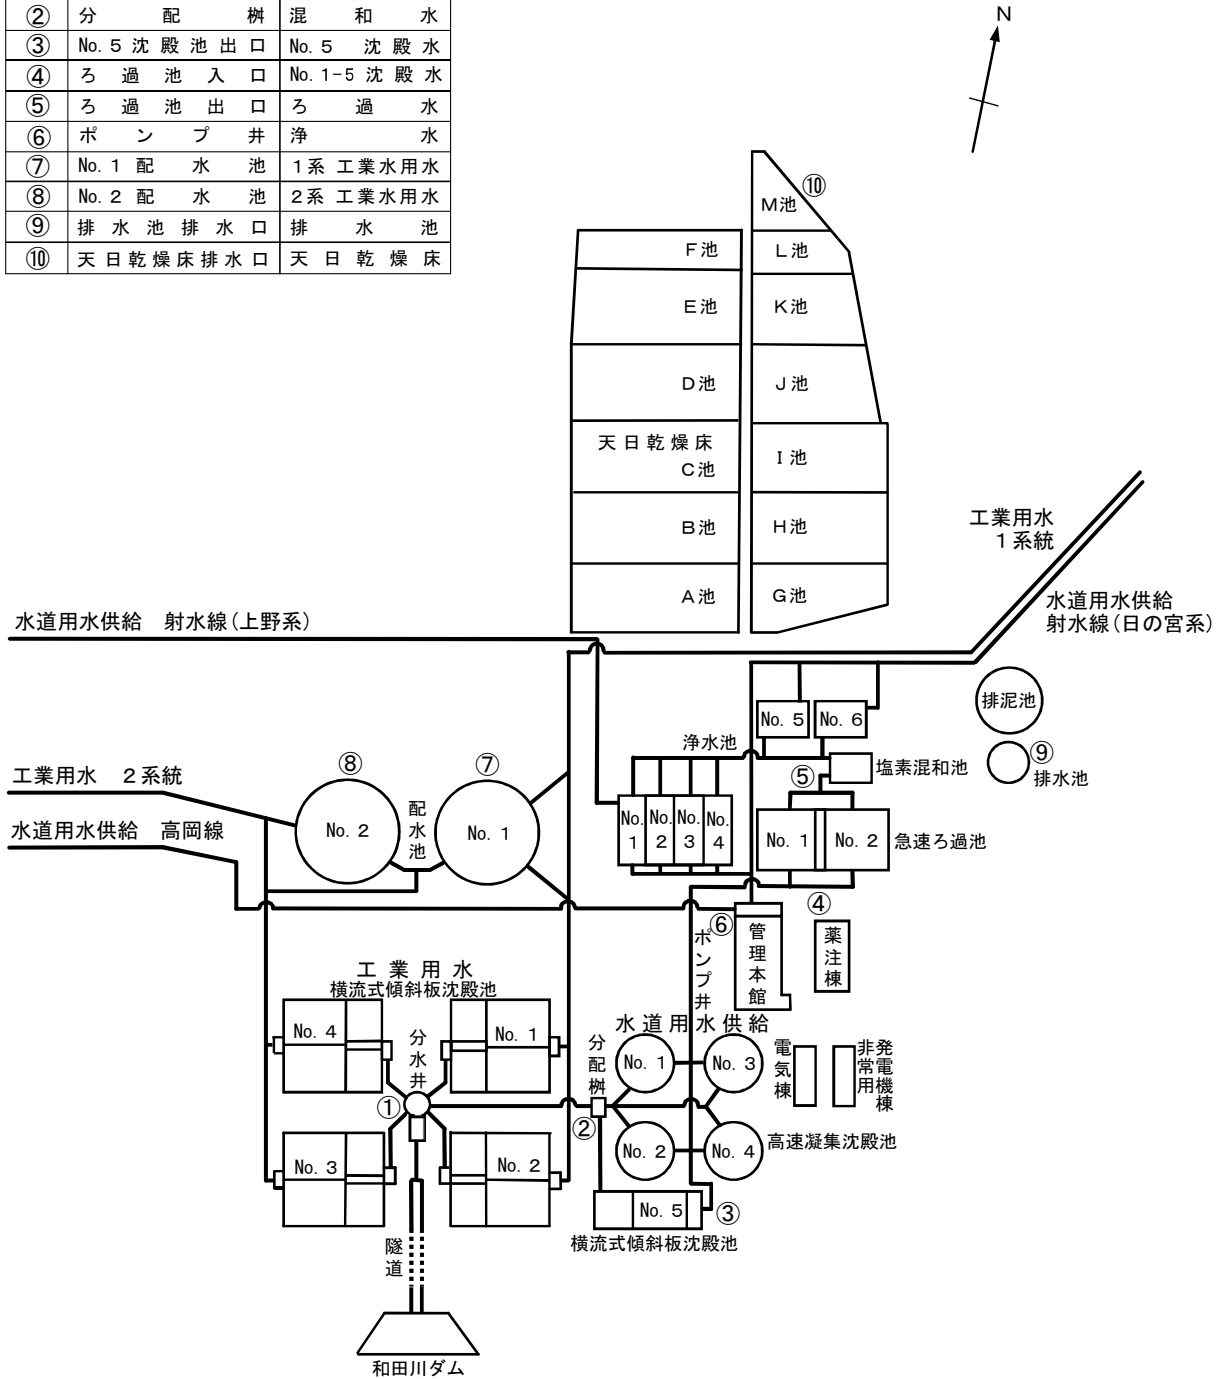 ② 分配桝 混和水
③ No. 5 沈殿池出口 No. 5 沈殿水
④ ろ過池入口 No. 1-5 沈殿水
⑤ ろ過池出口 ろ過水
⑥ ポンプ井 浄水
⑦ No. 1 配水池 1系 工業水用水
⑧ No. 2 配水池 2系 工業水用水
⑨ 排水池排水口 排水池
⑩ 天日乾燥床排水口 天日乾燥床
N
⑩
M池
F池
L池
E池
K池
D池
J池
天日乾燥床
C池
I池
B池
H池
A池
G池
工業用水
1系統
水道用水供給
射水線(日の宮系)
水道用水供給 射水線(上野系)
排泥池
No. 5
No. 6
浄水池
⑨
排水池
塩素混和池
⑤
工業用水 2系統
⑧
⑦
水道用水供給 高岡線
No. 2
配水池
No. 1
No. 1
No. 2
No. 3
No. 4
No. 1
No. 2
急速ろ過池
④
⑥
ポンプ井
管理本館
薬注棟
工業用水
横流式傾斜板沈殿池
No. 4
分水井
No. 1
①
No. 3
No. 2
水道用水供給
分配桝
②
No. 1
No. 3
No. 2
No. 4
高速凝集沈殿池
電気棟
非常用
発電機棟
No. 5
③
横流式傾斜板沈殿池
隧道
和田川ダム